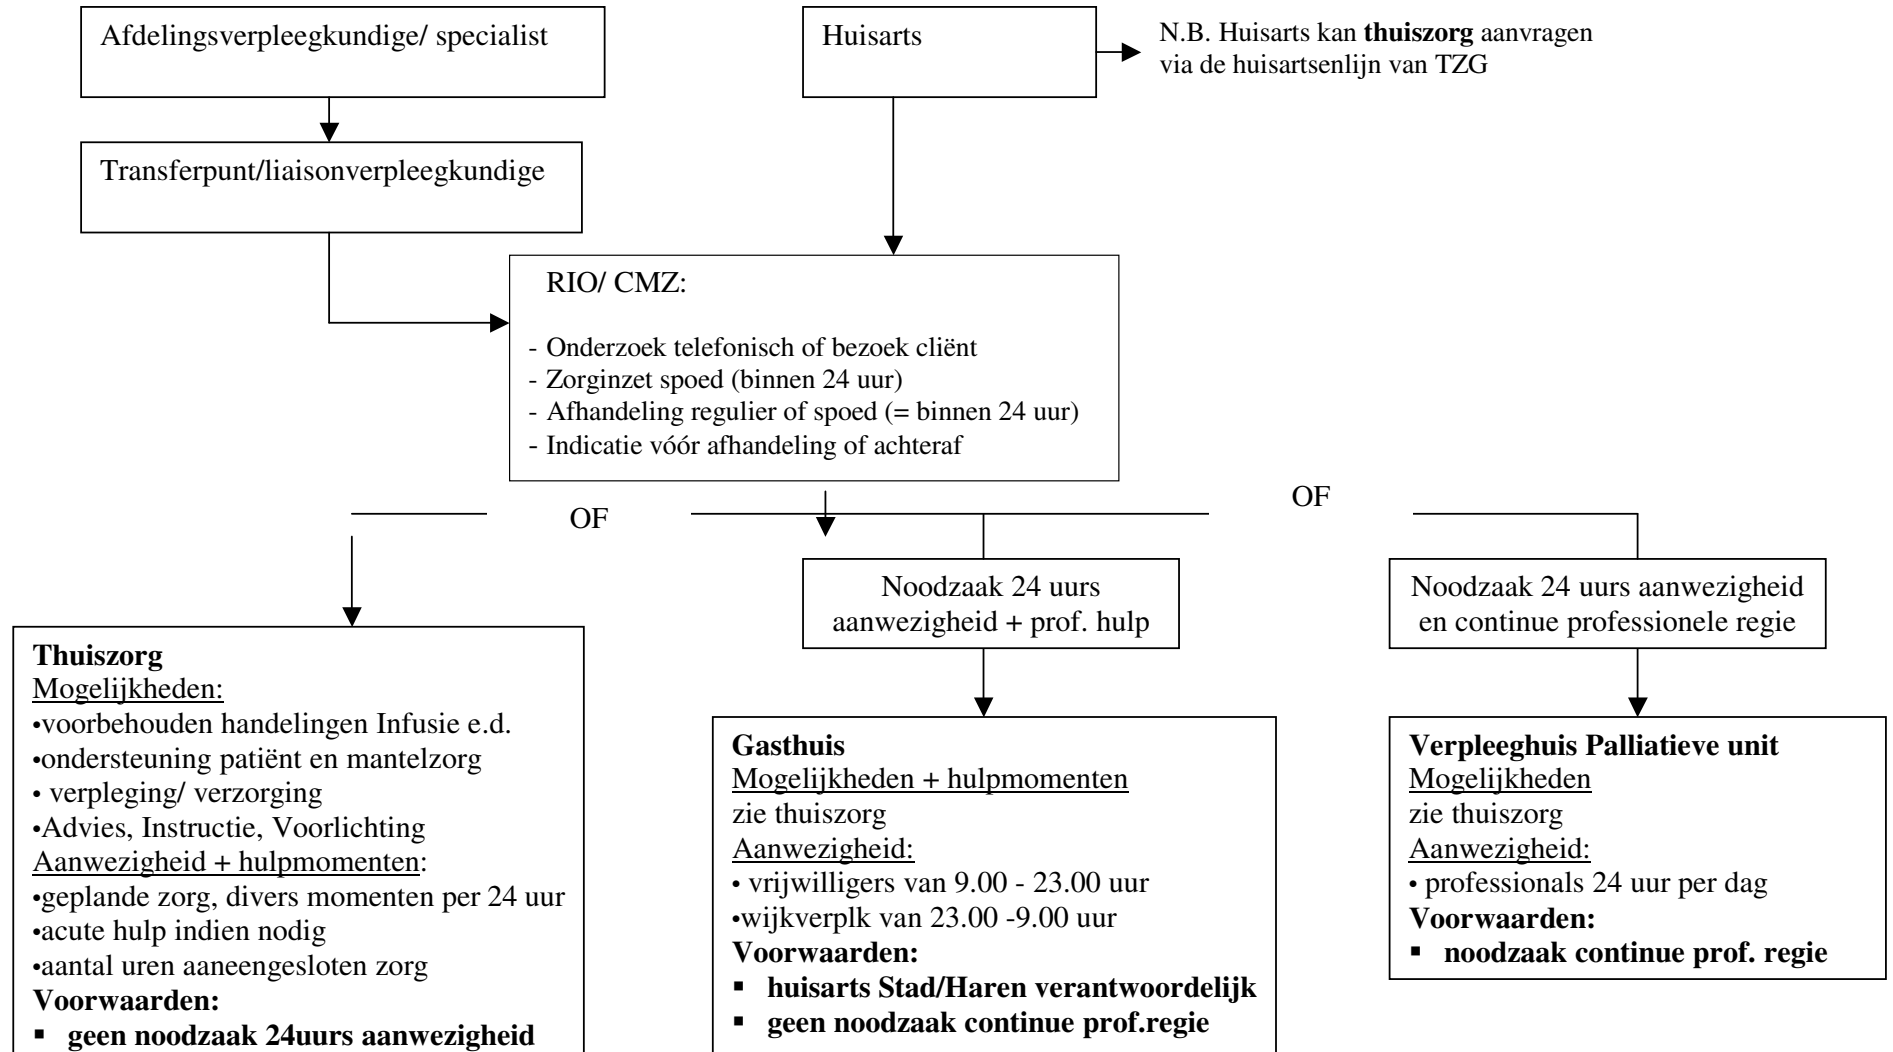 Afdelingsverpleegkundige/ specialist
Huisarts
N.B. Huisarts kan thuiszorg aanvragen
via de huisartsenlijn van TZG
Transferpunt/liaisonverpleegkundige
RIO/ CMZ:
- Onderzoek telefonisch of bezoek cliënt
- Zorginzet spoed (binnen 24 uur)
- Afhandeling regulier of spoed (= binnen 24 uur)
- Indicatie vóór afhandeling of achteraf
OF
OF
Noodzaak 24 uurs
aanwezigheid + prof. hulp
Noodzaak 24 uurs aanwezigheid
en continue professionele regie
Thuiszorg
Mogelijkheden:
•voorbehouden handelingen Infusie e.d.
•ondersteuning patiënt en mantelzorg
• verpleging/ verzorging
•Advies, Instructie, Voorlichting
Aanwezigheid + hulpmomenten:
•geplande zorg, divers momenten per 24 uur
•acute hulp indien nodig
•aantal uren aaneengesloten zorg
Voorwaarden:
▪ geen noodzaak 24uurs aanwezigheid
Gasthuis
Mogelijkheden + hulpmomenten
zie thuiszorg
Aanwezigheid:
• vrijwilligers van 9.00 - 23.00 uur
•wijkverplk van 23.00 -9.00 uur
Voorwaarden:
▪ huisarts Stad/Haren verantwoordelijk
▪ geen noodzaak continue prof.regie
Verpleeghuis Palliatieve unit
Mogelijkheden
zie thuiszorg
Aanwezigheid:
• professionals 24 uur per dag
Voorwaarden:
▪ noodzaak continue prof. regie